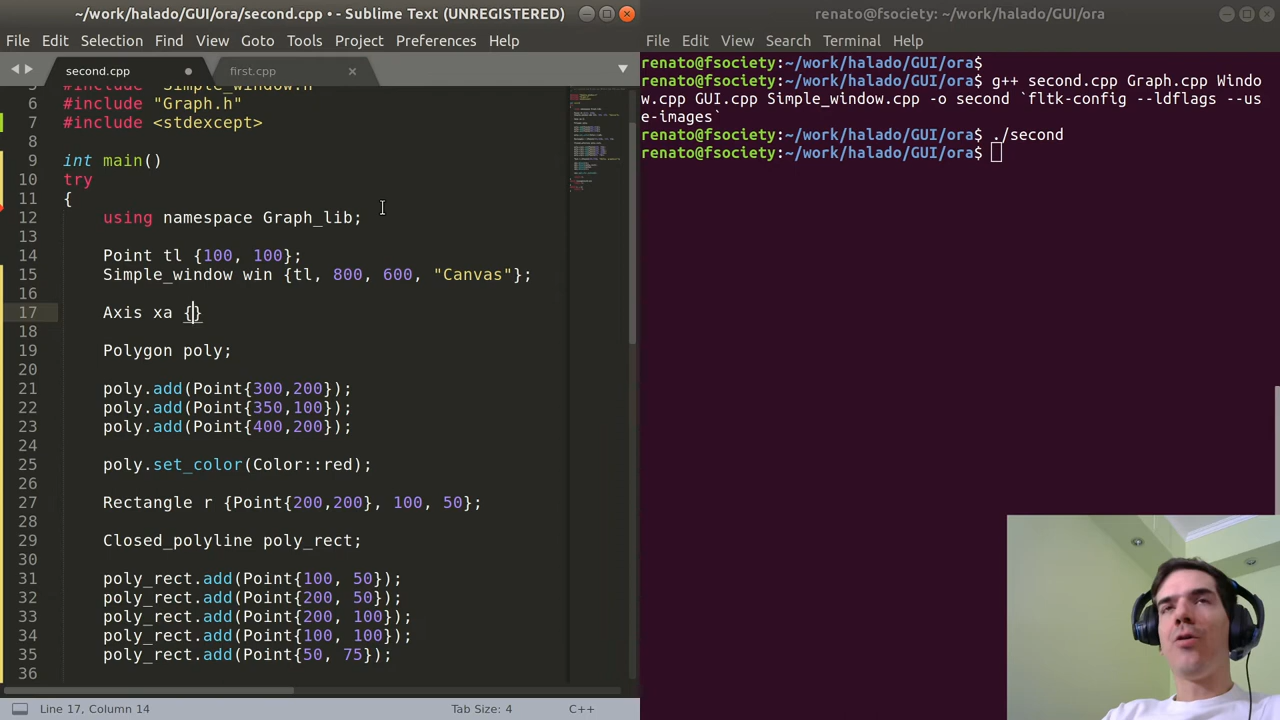 ~/work/halado/GUI/ora/second.cpp • - Sublime Text (UNREGISTERED)
File Edit Selection Find View Goto Tools Project Preferences Help
second.cpp
first.cpp
6 #include "Graph.h"
7 #include <stdexcept>
8
9 int main()
10 try
11 {
12 using namespace Graph_lib;
13
14 Point tl {100, 100};
15 Simple_window win {tl, 800, 600, "Canvas"};
16
17 Axis xa {}
18
19 Polygon poly;
20
21 poly.add(Point{300,200});
22 poly.add(Point{350,100});
23 poly.add(Point{400,200});
24
25 poly.set_color(Color::red);
26
27 Rectangle r {Point{200,200}, 100, 50};
28
29 Closed_polyline poly_rect;
30
31 poly_rect.add(Point{100, 50});
32 poly_rect.add(Point{200, 50});
33 poly_rect.add(Point{200, 100});
34 poly_rect.add(Point{100, 100});
35 poly_rect.add(Point{50, 75});
36
Line 17, Column 14
Tab Size: 4
C++
renato@fsociety: ~/work/halado/GUI/ora
File Edit View Search Terminal Help
renato@fsociety:~/work/halado/GUI/ora$
renato@fsociety:~/work/halado/GUI/ora$ g++ second.cpp Graph.cpp Windo
w.cpp GUI.cpp Simple_window.cpp -o second `fltk-config --ldflags --us
e-images`
renato@fsociety:~/work/halado/GUI/ora$ ./second
renato@fsociety:~/work/halado/GUI/ora$